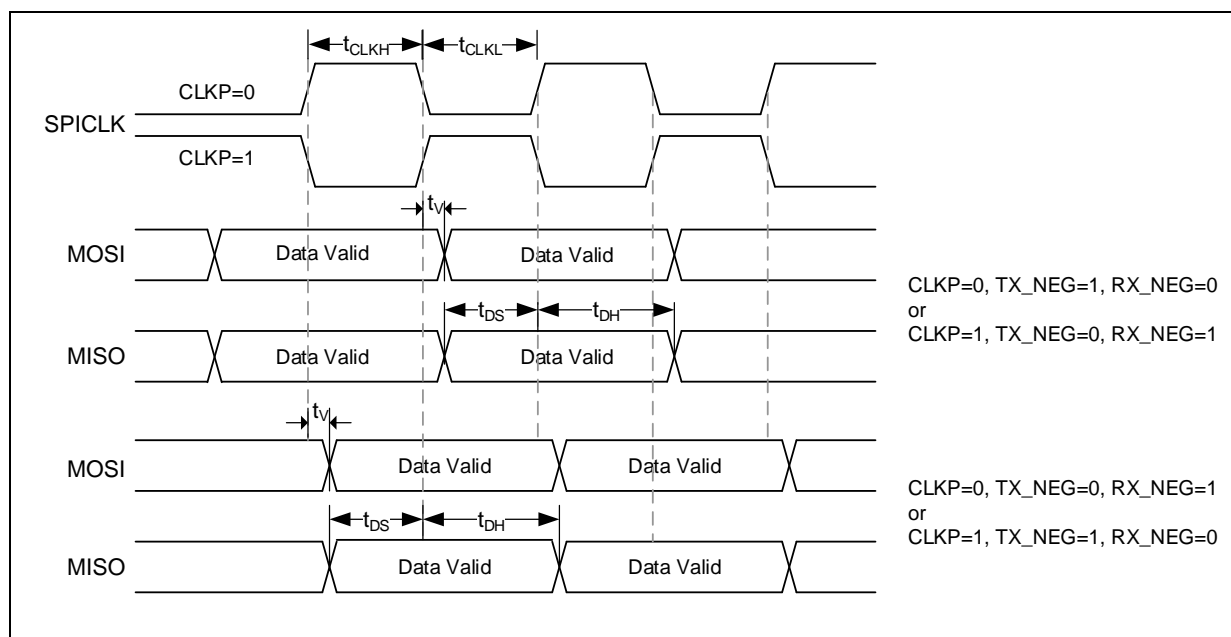 tCLKH
tCLKL
CLKP=0
SPICLK
CLKP=1
tV
MOSI
Data Valid
Data Valid
CLKP=0, TX_NEG=1, RX_NEG=0
or
CLKP=1, TX_NEG=0, RX_NEG=1
tDS
tDH
MISO
Data Valid
Data Valid
tV
MOSI
Data Valid
Data Valid
CLKP=0, TX_NEG=0, RX_NEG=1
or
CLKP=1, TX_NEG=1, RX_NEG=0
tDS
tDH
MISO
Data Valid
Data Valid